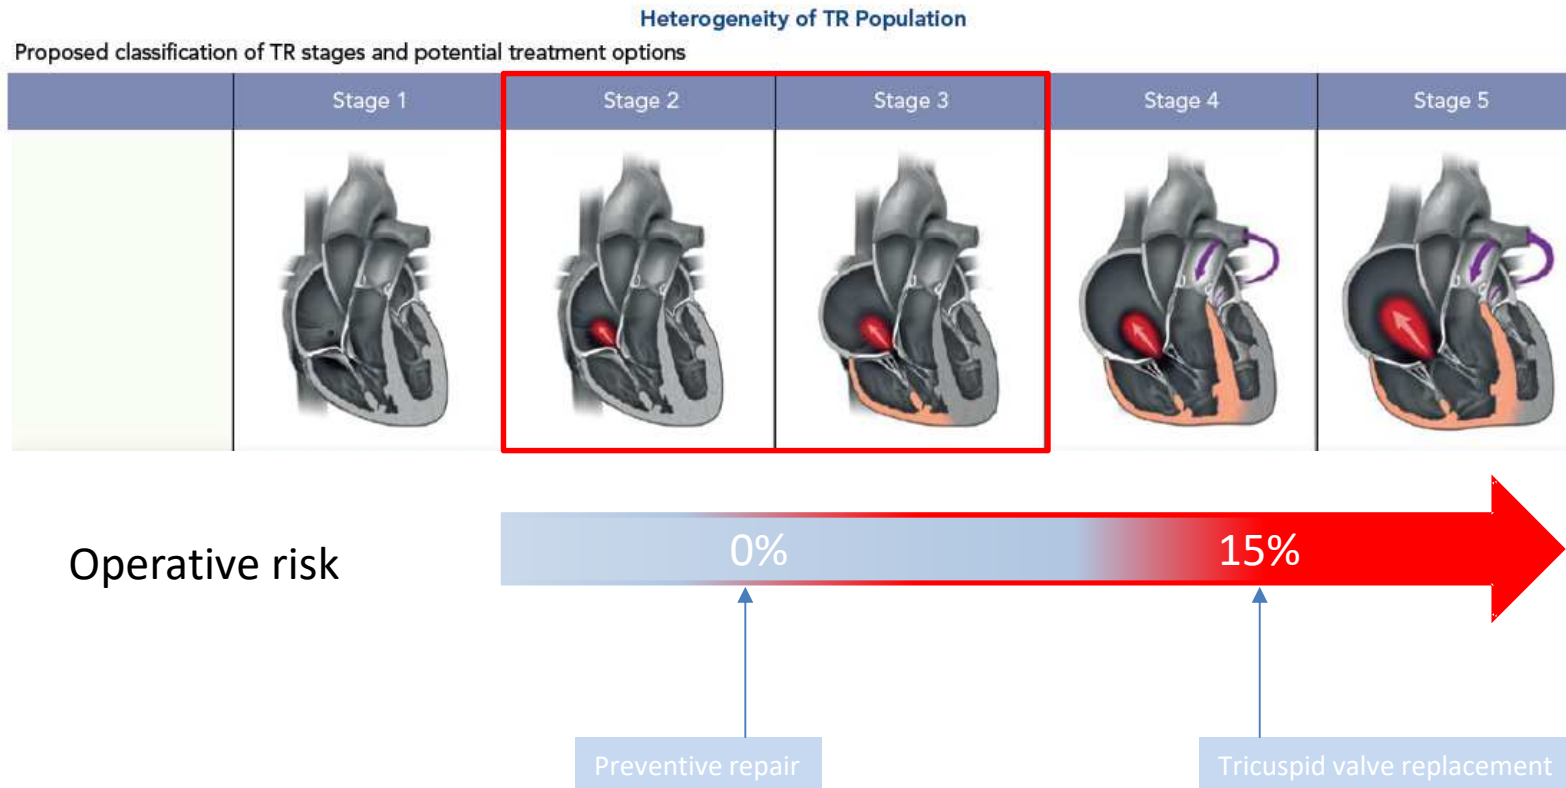 Heterogeneity of TR Population
Proposed classification of TR stages and potential treatment options
Stage 1
Stage 2
Stage 3
Stage 4
Stage 5
Operative risk
0%
15%
Preventive repair
Tricuspid valve replacement